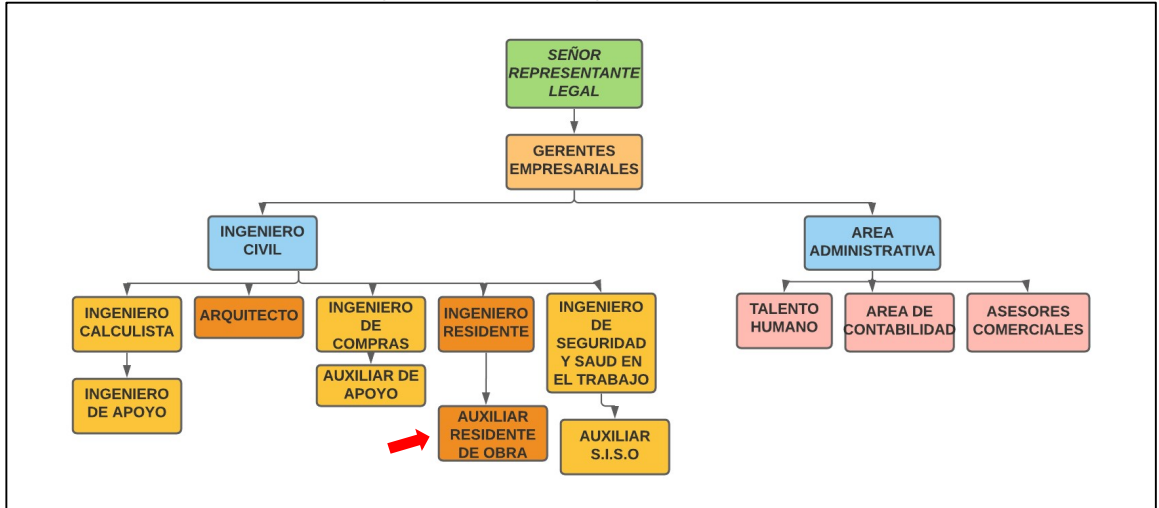 SEÑOR
REPRESENTANTE
LEGAL
GERENTES
EMPRESARIALES
INGENIERO
CIVIL
AREA
ADMINISTRATIVA
INGENIERO
CALCULISTA
ARQUITECTO
INGENIERO
DE
COMPRAS
INGENIERO
RESIDENTE
INGENIERO
DE
SEGURIDAD
Y SAUD EN
EL TRABAJO
TALENTO
HUMANO
AREA DE
CONTABILIDAD
ASESORES
COMERCIALES
INGENIERO
DE APOYO
AUXILIAR DE
APOYO
AUXILIAR
RESIDENTE
DE OBRA
AUXILIAR
S.I.S.O